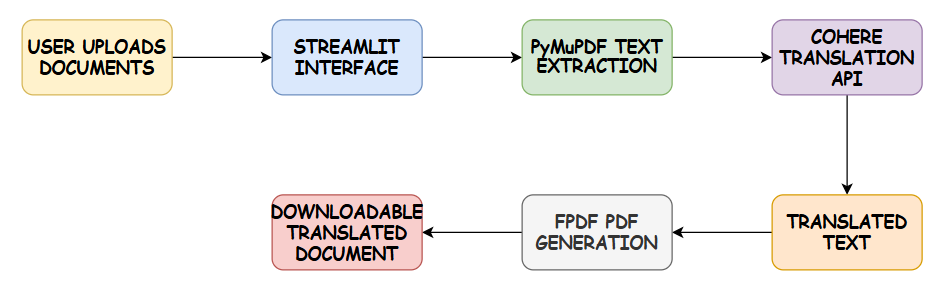 USER UPLOADS
DOCUMENTS
STREAMLIT
INTERFACE
PyMuPDF TEXT
EXTRACTION
COHERE
TRANSLATION
API
TRANSLATED
TEXT
FPDF PDF
GENERATION
DOWNLOADABLE
TRANSLATED
DOCUMENT